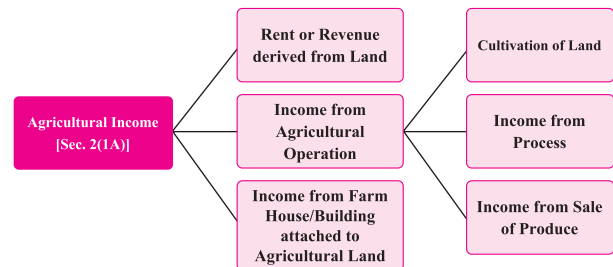 Agricultural Income
[Sec. 2(1A)]
Rent or Revenue
derived from Land
Income from
Agricultural
Operation
Income from Farm
House/Building
attached to
Agricultural Land
Cultivation of Land
Income from
Process
Income from Sale
of Produce